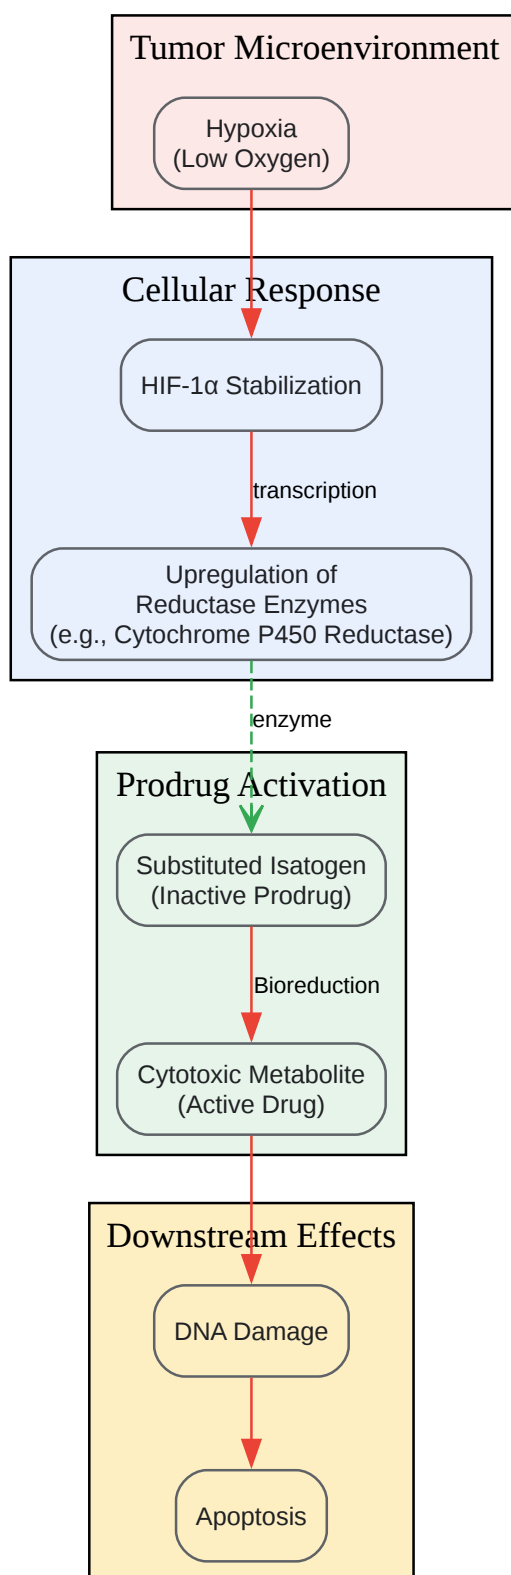 Tumor Microenvironment
Hypoxia
(Low Oxygen)
Cellular Response
HIF-1α Stabilization
transcription
Upregulation of
Reductase Enzymes
(e.g., Cytochrome P450 Reductase)
enzyme
Prodrug Activation
Substituted Isatogen
(Inactive Prodrug)
Bioreduction
Cytotoxic Metabolite
(Active Drug)
Downstream Effects
DNA Damage
Apoptosis